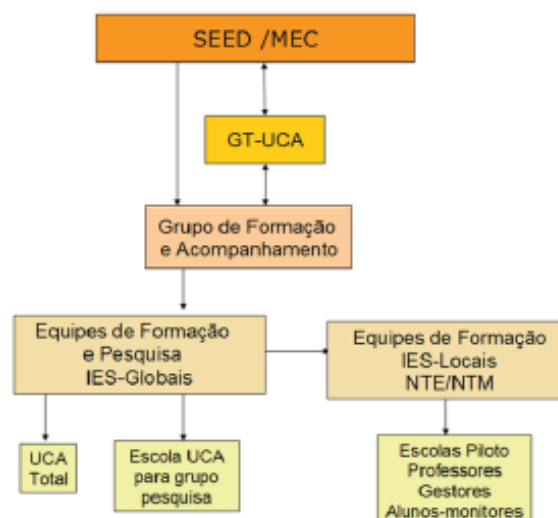 SEED /MEC
GT-UCA
Grupo de Formação
e Acompanhamento
Equipes de Formação
e Pesquisa
IES-Globais
Equipes de Formação
IES-Locais
NTE/NTM
UCA
Total
Escola UCA
para grupo
pesquisa
Escolas Piloto
Professores
Gestores
Alunos-monitores